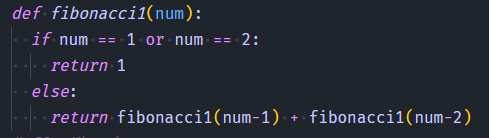 def fibonacci1(num):
  if num == 1 or num == 2:
    return 1
  else:
    return fibonacci1(num-1) + fibonacci1(num-2)